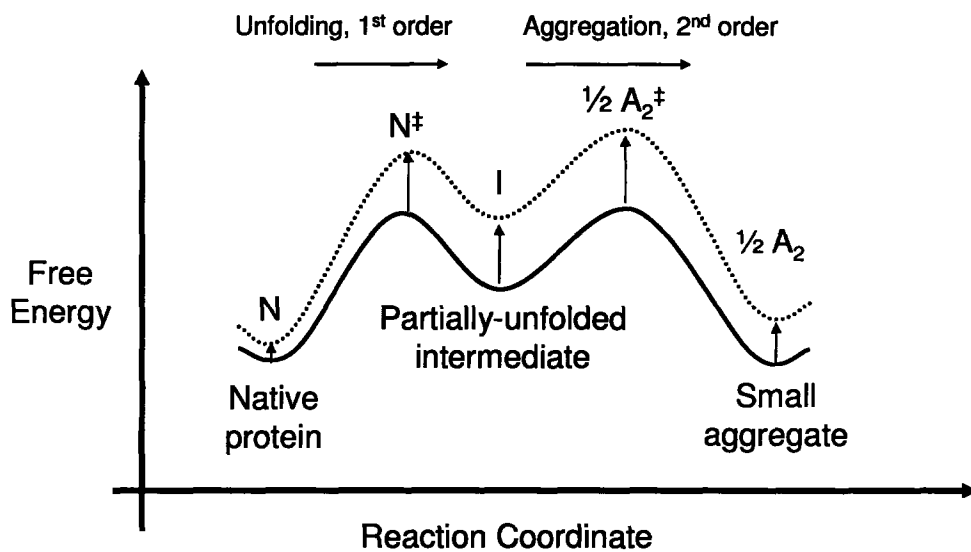 Unfolding, 1st order
Aggregation, 2nd order
N‡
½ A₂‡
I
½ A₂
N
Free
Energy
Partially-unfolded
intermediate
Native
protein
Small
aggregate
Reaction Coordinate